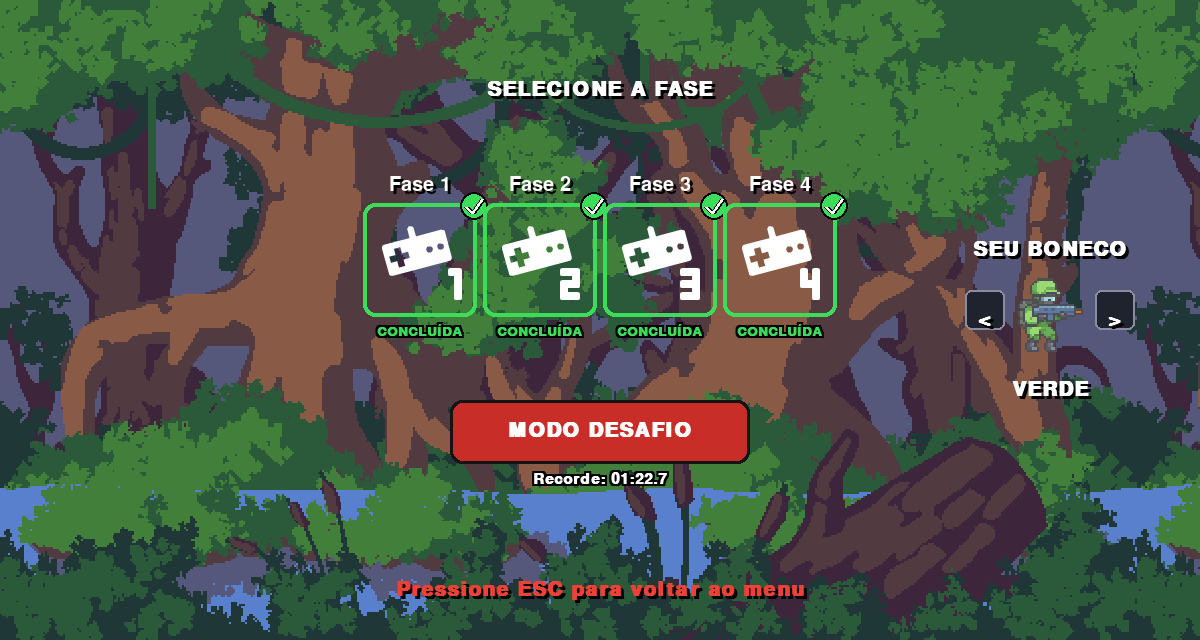 SELECIONE A FASE
Fase 1 Fase 2 Fase 3 Fase 4
1 2 3 4
CONCLUÍDA CONCLUÍDA CONCLUÍDA CONCLUÍDA
SEU BONECO
< >
VERDE
MODO DESAFIO
Recorde: 01:22.7
Pressione ESC para voltar ao menu